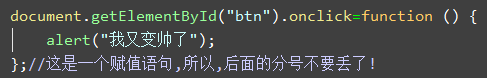 document.getElementById("btn").onclick=function () {
    alert("我又变帅了");
};//这是一个赋值语句,所以,后面的分号不要丢了!